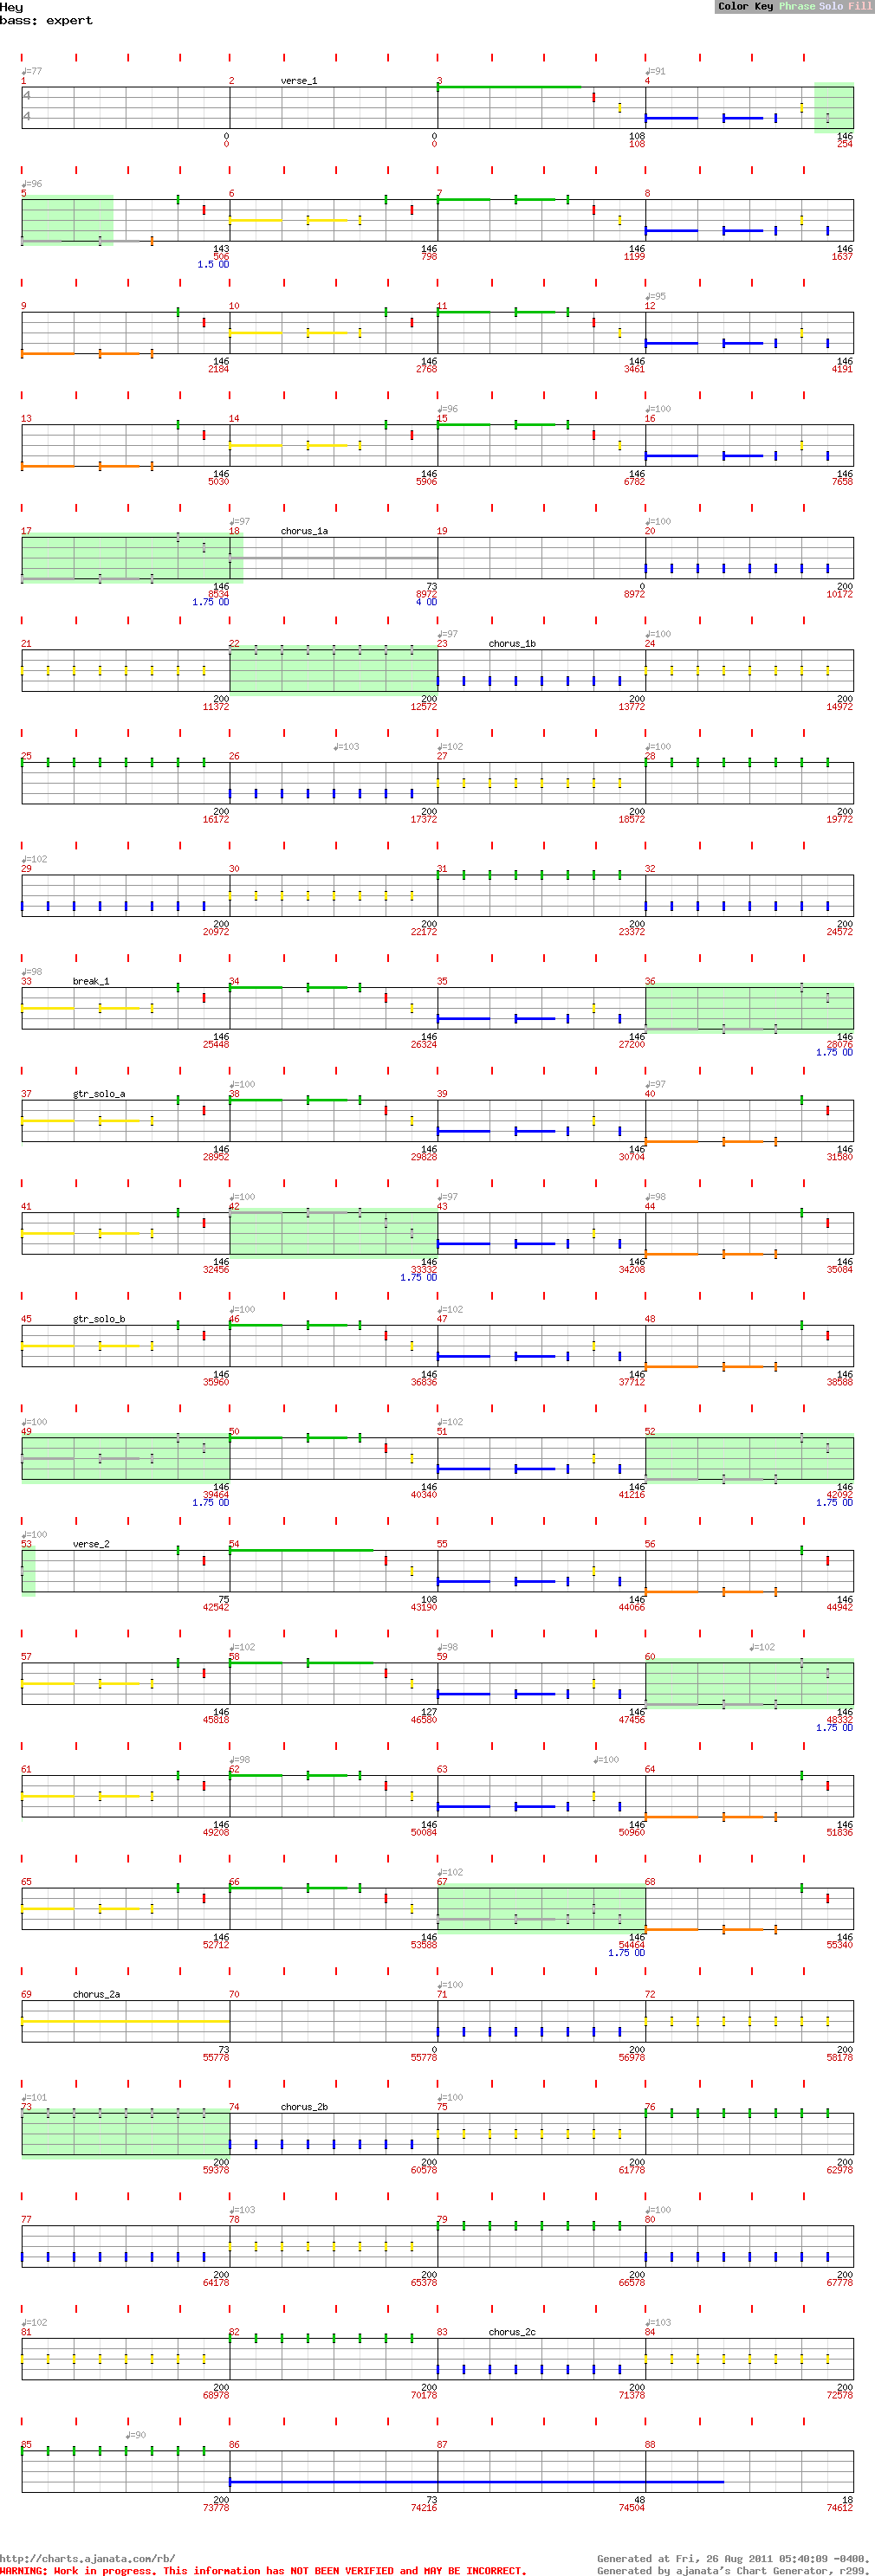 Hey
Color Key Phrase Solo Fill
bass: expert
♩=77 ♩=91
1 2 verse_1 3 4
4
4
0 0 108 146
0 0 108 254
♩=96
5 6 7 8
143 146 146 146
506 798 1199 1637
1.5 OD
♩=95
9 10 11 12
146 146 146 146
2184 2768 3461 4191
♩=96 ♩=100
13 14 15 16
146 146 146 146
5030 5906 6782 7658
♩=97 ♩=100
17 18 chorus_1a 19 20
146 73 0 200
8534 8972 8972 10172
1.75 OD 4 OD
♩=97 ♩=100
21 22 23 chorus_1b 24
200 200 200 200
11372 12572 13772 14972
♩=103 ♩=102 ♩=100
25 26 27 28
200 200 200 200
16172 17372 18572 19772
♩=102
29 30 31 32
200 200 200 200
20972 22172 23372 24572
♩=98
33 break_1 34 35 36
146 146 146 146
25448 26324 27200 28076
1.75 OD
♩=100 ♩=97
37 gtr_solo_a 38 39 40
146 146 146 146
28952 29828 30704 31580
♩=100 ♩=97 ♩=98
41 42 43 44
146 146 146 146
32456 33332 34208 35084
1.75 OD
♩=100 ♩=102
45 gtr_solo_b 46 47 48
146 146 146 146
35960 36836 37712 38588
♩=100 ♩=102
49 50 51 52
146 146 146 146
39464 40340 41216 42092
1.75 OD 1.75 OD
♩=100
53 verse_2 54 55 56
75 108 146 146
42542 43190 44066 44942
♩=102 ♩=98 ♩=102
57 58 59 60
146 127 146 146
45818 46580 47456 48332
1.75 OD
♩=98 ♩=100
61 62 63 64
146 146 146 146
49208 50084 50960 51836
♩=102
65 66 67 68
146 146 146 146
52712 53588 54464 55340
1.75 OD
♩=100
69 chorus_2a 70 71 72
73 0 200 200
55778 55778 56978 58178
♩=101 ♩=100
73 74 chorus_2b 75 76
200 200 200 200
59378 60578 61778 62978
♩=103 ♩=100
77 78 79 80
200 200 200 200
64178 65378 66578 67778
♩=102 ♩=103
81 82 83 chorus_2c 84
200 200 200 200
68978 70178 71378 72578
♩=90
85 86 87 88
200 73 48 18
73778 74216 74504 74612
http://charts.ajanata.com/rb/ Generated at Fri, 26 Aug 2011 05:40:09 -0400.
WARNING: Work in progress. This information has NOT BEEN VERIFIED and MAY BE INCORRECT. Generated by ajanata's Chart Generator, r299.